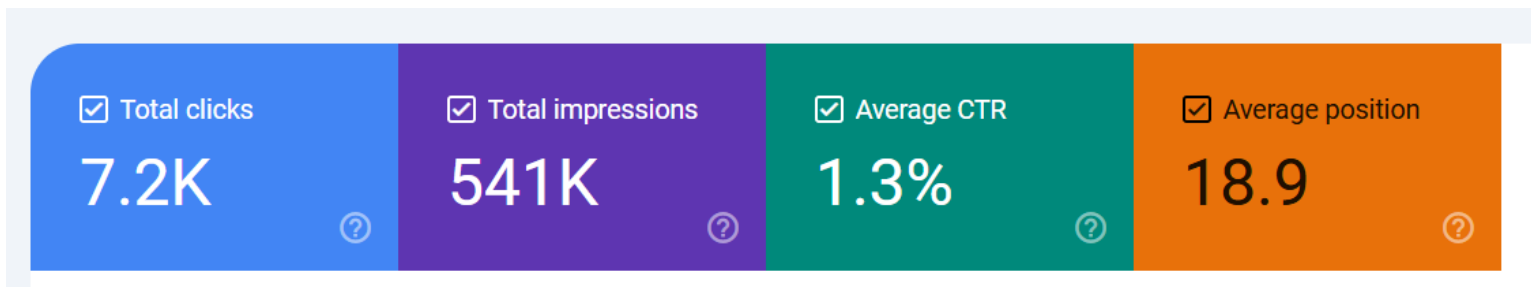 Total clicks
7.2K
Total impressions
541K
Average CTR
1.3%
Average position
18.9